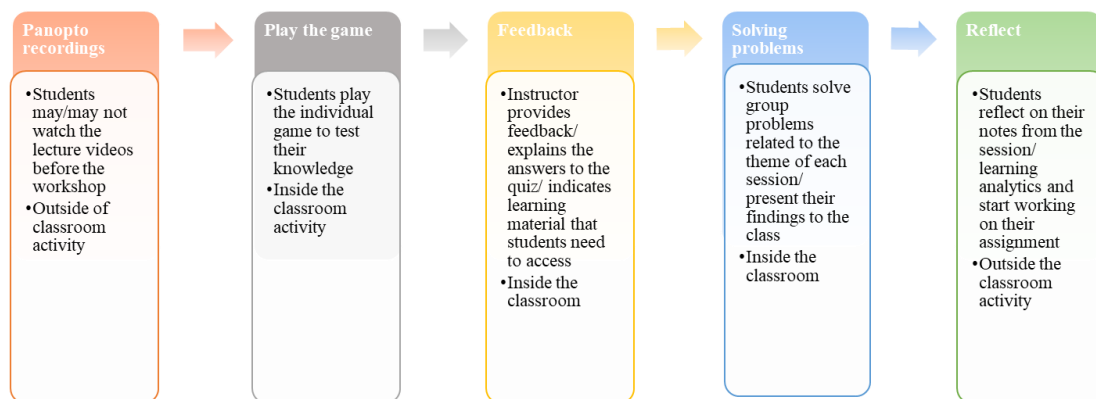 Panopto
recordings
•Students
may/may not
watch the
lecture videos
before the
workshop
•Outside of
classroom
activity
Play the game
•Students play
the individual
game to test
their
knowledge
•Inside the
classroom
activity
Feedback
•Instructor
provides
feedback/
explains the
answers to the
quiz/ indicates
learning
material that
students need
to access
•Inside the
classroom
Solving
problems
•Students solve
group
problems
related to the
theme of each
session/
present their
findings to the
class
•Inside the
classroom
Reflect
•Students
reflect on their
notes from the
session/
learning
analytics and
start working
on their
assignment
•Outside the
classroom
activity